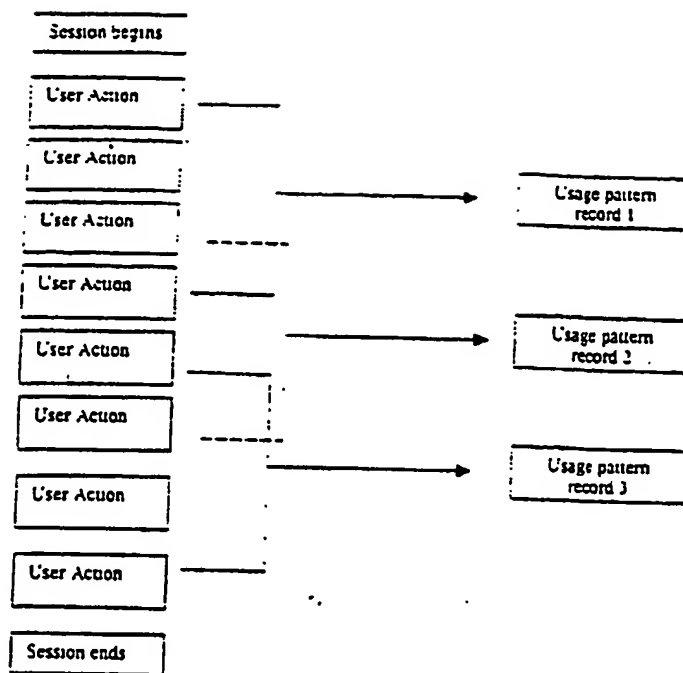 Session begins
User Action
User Action
Usage pattern
record 1
User Action
User Action
Usage pattern
record 2
User Action
User Action
Usage pattern
record 3
User Action
User Action
Session ends